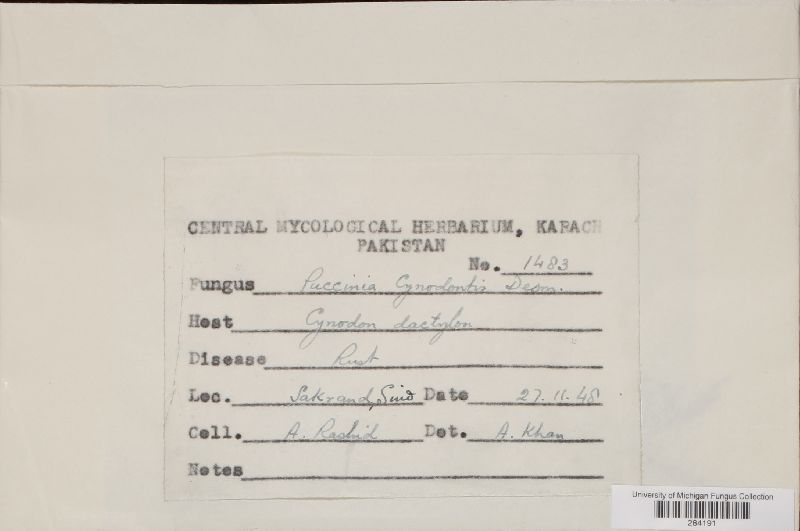 CENTRAL MYCOLOGICAL HERBARIUM, KARACH
PAKISTAN
No. 1483
Fungus Puccinia Cynodontis Desm.
Host Cynodon dactylon
Disease Rust
Loc. Sakrand, Sind Date 27.11.48
Coll. A. Rashid Det. A. Khan
Notes
University of Michigan Fungus Collection
284191